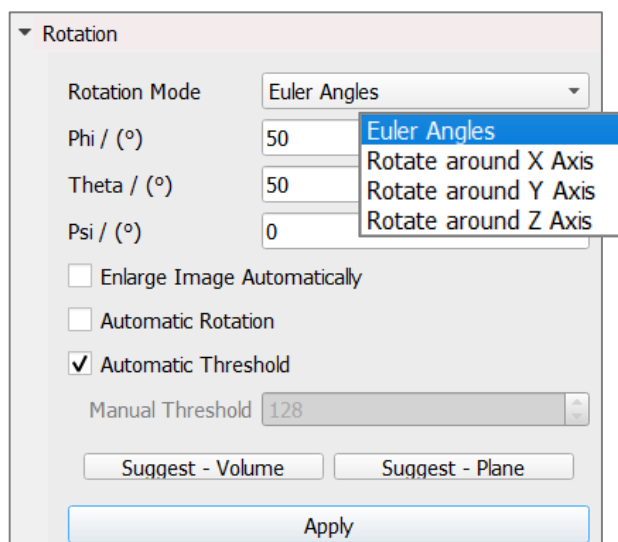 Rotation
Rotation Mode
Euler Angles
Phi / (°)
50
Euler Angles
Rotate around X Axis
Theta / (°)
50
Rotate around Y Axis
Rotate around Z Axis
Psi / (°)
0
Enlarge Image Automatically
Automatic Rotation
Automatic Threshold
Manual Threshold
128
Suggest - Volume
Suggest - Plane
Apply